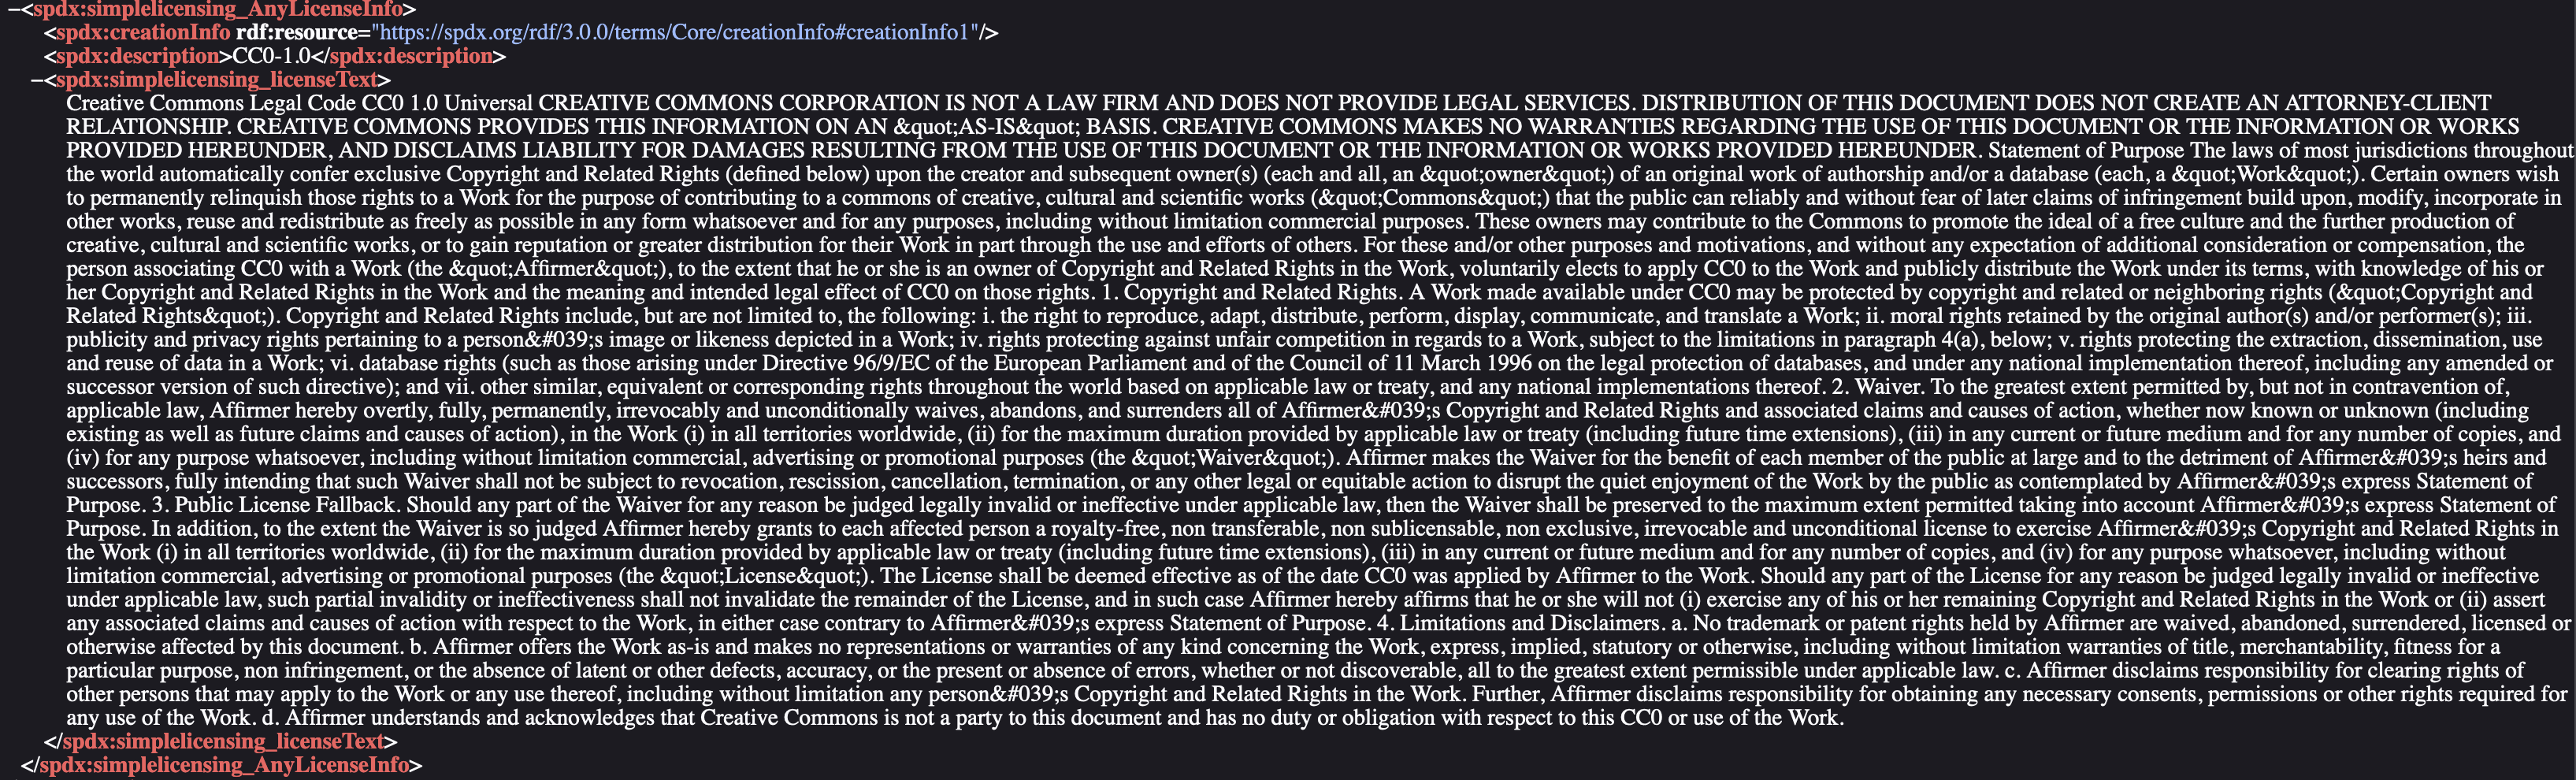 –<spdx:simplelicensing_AnyLicenseInfo>
<spdx:creationInfo rdf:resource="https://spdx.org/rdf/3.0.0/terms/Core/creationInfo#creationInfo1"/>
<spdx:description>CC0-1.0</spdx:description>
–<spdx:simplelicensing_licenseText>
Creative Commons Legal Code CC0 1.0 Universal CREATIVE COMMONS CORPORATION IS NOT A LAW FIRM AND DOES NOT PROVIDE LEGAL SERVICES. DISTRIBUTION OF THIS DOCUMENT DOES NOT CREATE AN ATTORNEY-CLIENT
RELATIONSHIP. CREATIVE COMMONS PROVIDES THIS INFORMATION ON AN &quot;AS-IS&quot; BASIS. CREATIVE COMMONS MAKES NO WARRANTIES REGARDING THE USE OF THIS DOCUMENT OR THE INFORMATION OR WORKS
PROVIDED HEREUNDER, AND DISCLAIMS LIABILITY FOR DAMAGES RESULTING FROM THE USE OF THIS DOCUMENT OR THE INFORMATION OR WORKS PROVIDED HEREUNDER. Statement of Purpose The laws of most jurisdictions throughout
the world automatically confer exclusive Copyright and Related Rights (defined below) upon the creator and subsequent owner(s) (each and all, an &quot;owner&quot;) of an original work of authorship and/or a database (each, a &quot;Work&quot;). Certain owners wish
to permanently relinquish those rights to a Work for the purpose of contributing to a commons of creative, cultural and scientific works (&quot;Commons&quot;) that the public can reliably and without fear of later claims of infringement build upon, modify, incorporate in
other works, reuse and redistribute as freely as possible in any form whatsoever and for any purposes, including without limitation commercial purposes. These owners may contribute to the Commons to promote the ideal of a free culture and the further production of
creative, cultural and scientific works, or to gain reputation or greater distribution for their Work in part through the use and efforts of others. For these and/or other purposes and motivations, and without any expectation of additional consideration or compensation, the
person associating CC0 with a Work (the &quot;Affirmer&quot;), to the extent that he or she is an owner of Copyright and Related Rights in the Work, voluntarily elects to apply CC0 to the Work and publicly distribute the Work under its terms, with knowledge of his or
her Copyright and Related Rights in the Work and the meaning and intended legal effect of CC0 on those rights. 1. Copyright and Related Rights. A Work made available under CC0 may be protected by copyright and related or neighboring rights (&quot;Copyright and
Related Rights&quot;). Copyright and Related Rights include, but are not limited to, the following: i. the right to reproduce, adapt, distribute, perform, display, communicate, and translate a Work; ii. moral rights retained by the original author(s) and/or performer(s); iii.
publicity and privacy rights pertaining to a person&#039;s image or likeness depicted in a Work; iv. rights protecting against unfair competition in regards to a Work, subject to the limitations in paragraph 4(a), below; v. rights protecting the extraction, dissemination, use
and reuse of data in a Work; vi. database rights (such as those arising under Directive 96/9/EC of the European Parliament and of the Council of 11 March 1996 on the legal protection of databases, and under any national implementation thereof, including any amended or
successor version of such directive); and vii. other similar, equivalent or corresponding rights throughout the world based on applicable law or treaty, and any national implementations thereof. 2. Waiver. To the greatest extent permitted by, but not in contravention of,
applicable law, Affirmer hereby overtly, fully, permanently, irrevocably and unconditionally waives, abandons, and surrenders all of Affirmer&#039;s Copyright and Related Rights and associated claims and causes of action, whether now known or unknown (including
existing as well as future claims and causes of action), in the Work (i) in all territories worldwide, (ii) for the maximum duration provided by applicable law or treaty (including future time extensions), (iii) in any current or future medium and for any number of copies, and
(iv) for any purpose whatsoever, including without limitation commercial, advertising or promotional purposes (the &quot;Waiver&quot;). Affirmer makes the Waiver for the benefit of each member of the public at large and to the detriment of Affirmer&#039;s heirs and
successors, fully intending that such Waiver shall not be subject to revocation, rescission, cancellation, termination, or any other legal or equitable action to disrupt the quiet enjoyment of the Work by the public as contemplated by Affirmer&#039;s express Statement of
Purpose. 3. Public License Fallback. Should any part of the Waiver for any reason be judged legally invalid or ineffective under applicable law, then the Waiver shall be preserved to the maximum extent permitted taking into account Affirmer&#039;s express Statement of
Purpose. In addition, to the extent the Waiver is so judged Affirmer hereby grants to each affected person a royalty-free, non transferable, non sublicensable, non exclusive, irrevocable and unconditional license to exercise Affirmer&#039;s Copyright and Related Rights in
the Work (i) in all territories worldwide, (ii) for the maximum duration provided by applicable law or treaty (including future time extensions), (iii) in any current or future medium and for any number of copies, and (iv) for any purpose whatsoever, including without
limitation commercial, advertising or promotional purposes (the &quot;License&quot;). The License shall be deemed effective as of the date CC0 was applied by Affirmer to the Work. Should any part of the License for any reason be judged legally invalid or ineffective
under applicable law, such partial invalidity or ineffectiveness shall not invalidate the remainder of the License, and in such case Affirmer hereby affirms that he or she will not (i) exercise any of his or her remaining Copyright and Related Rights in the Work or (ii) assert
any associated claims and causes of action with respect to the Work, in either case contrary to Affirmer&#039;s express Statement of Purpose. 4. Limitations and Disclaimers. a. No trademark or patent rights held by Affirmer are waived, abandoned, surrendered, licensed or
otherwise affected by this document. b. Affirmer offers the Work as-is and makes no representations or warranties of any kind concerning the Work, express, implied, statutory or otherwise, including without limitation warranties of title, merchantability, fitness for a
particular purpose, non infringement, or the absence of latent or other defects, accuracy, or the present or absence of errors, whether or not discoverable, all to the greatest extent permissible under applicable law. c. Affirmer disclaims responsibility for clearing rights of
other persons that may apply to the Work or any use thereof, including without limitation any person&#039;s Copyright and Related Rights in the Work. Further, Affirmer disclaims responsibility for obtaining any necessary consents, permissions or other rights required for
any use of the Work. d. Affirmer understands and acknowledges that Creative Commons is not a party to this document and has no duty or obligation with respect to this CC0 or use of the Work.
</spdx:simplelicensing_licenseText>
</spdx:simplelicensing_AnyLicenseInfo>